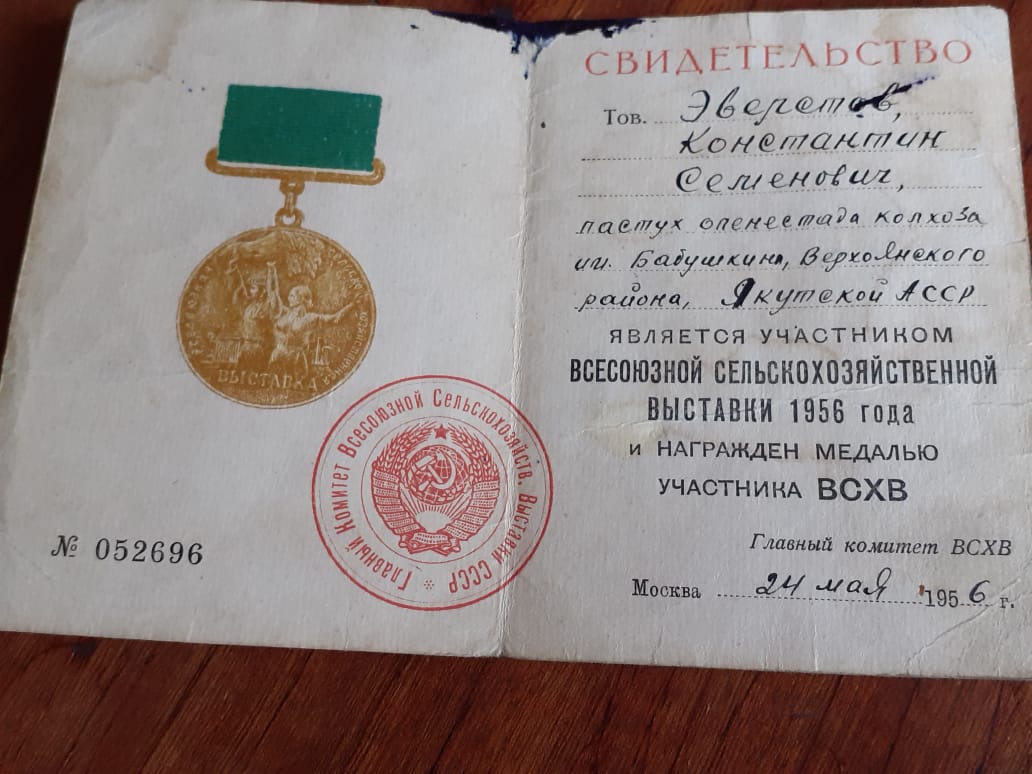 ВЫСТАВКА
Главный Комитет Всесоюзной Сельскохозяйств. Выставки СССР
№ 052696
СВИДЕТЕЛЬСТВО
Тов. Эверстов,
Константин
Семенович,
пастух оленестада колхоза
им. Бабушкина, Верхоянского
района, Якутской АССР
ЯВЛЯЕТСЯ УЧАСТНИКОМ
ВСЕСОЮЗНОЙ СЕЛЬСКОХОЗЯЙСТВЕННОЙ
ВЫСТАВКИ 1956 года
и НАГРАЖДЕН МЕДАЛЬЮ
УЧАСТНИКА ВСХВ
Главный комитет ВСХВ
Москва 24 мая 1956 г.